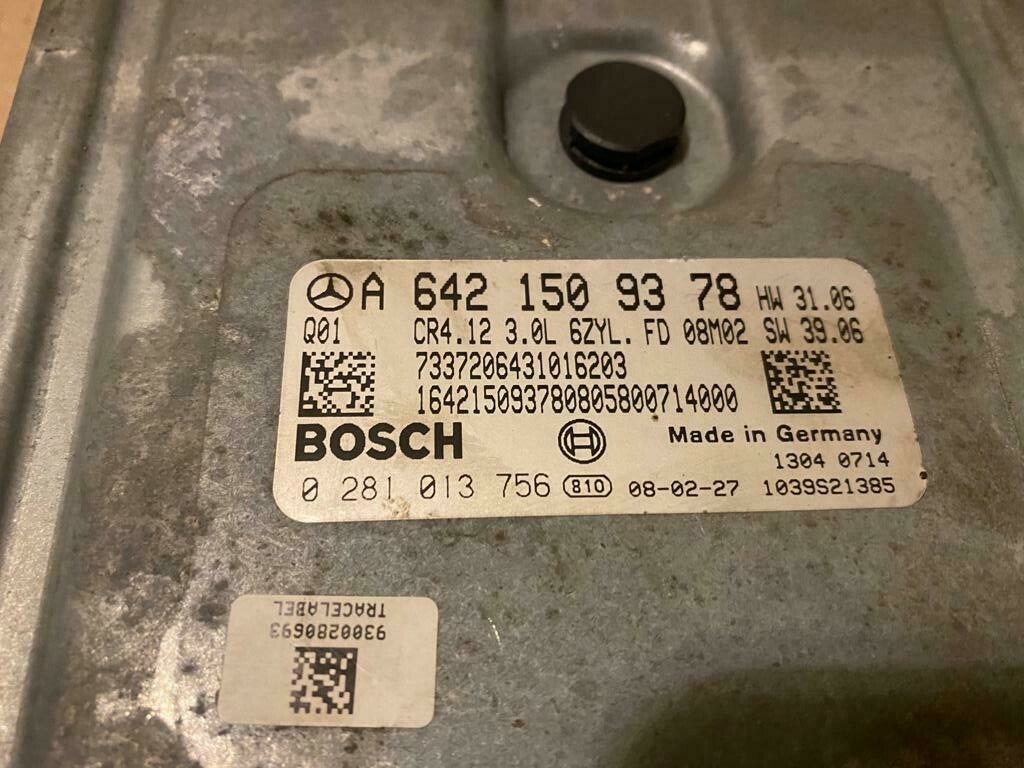 A 642 150 93 78 HW 31.06
Q01 CR4.12 3.0L 6ZYL. FD 08M02 SW 39.06
7337206431016203
16421509378080580071４000
BOSCH Made in Germany
1304 0714
0 281 013 756 810 08-02-27 1039S21385
TRACELABEL
9300280693